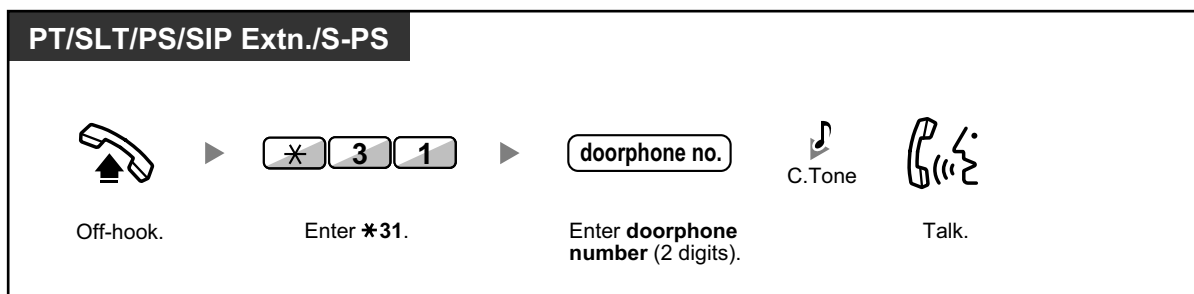 PT/SLT/PS/SIP Extn./S-PS
✳ 3 1
doorphone no.
C.Tone
Off-hook.
Enter ✳31.
Enter doorphone
number (2 digits).
Talk.